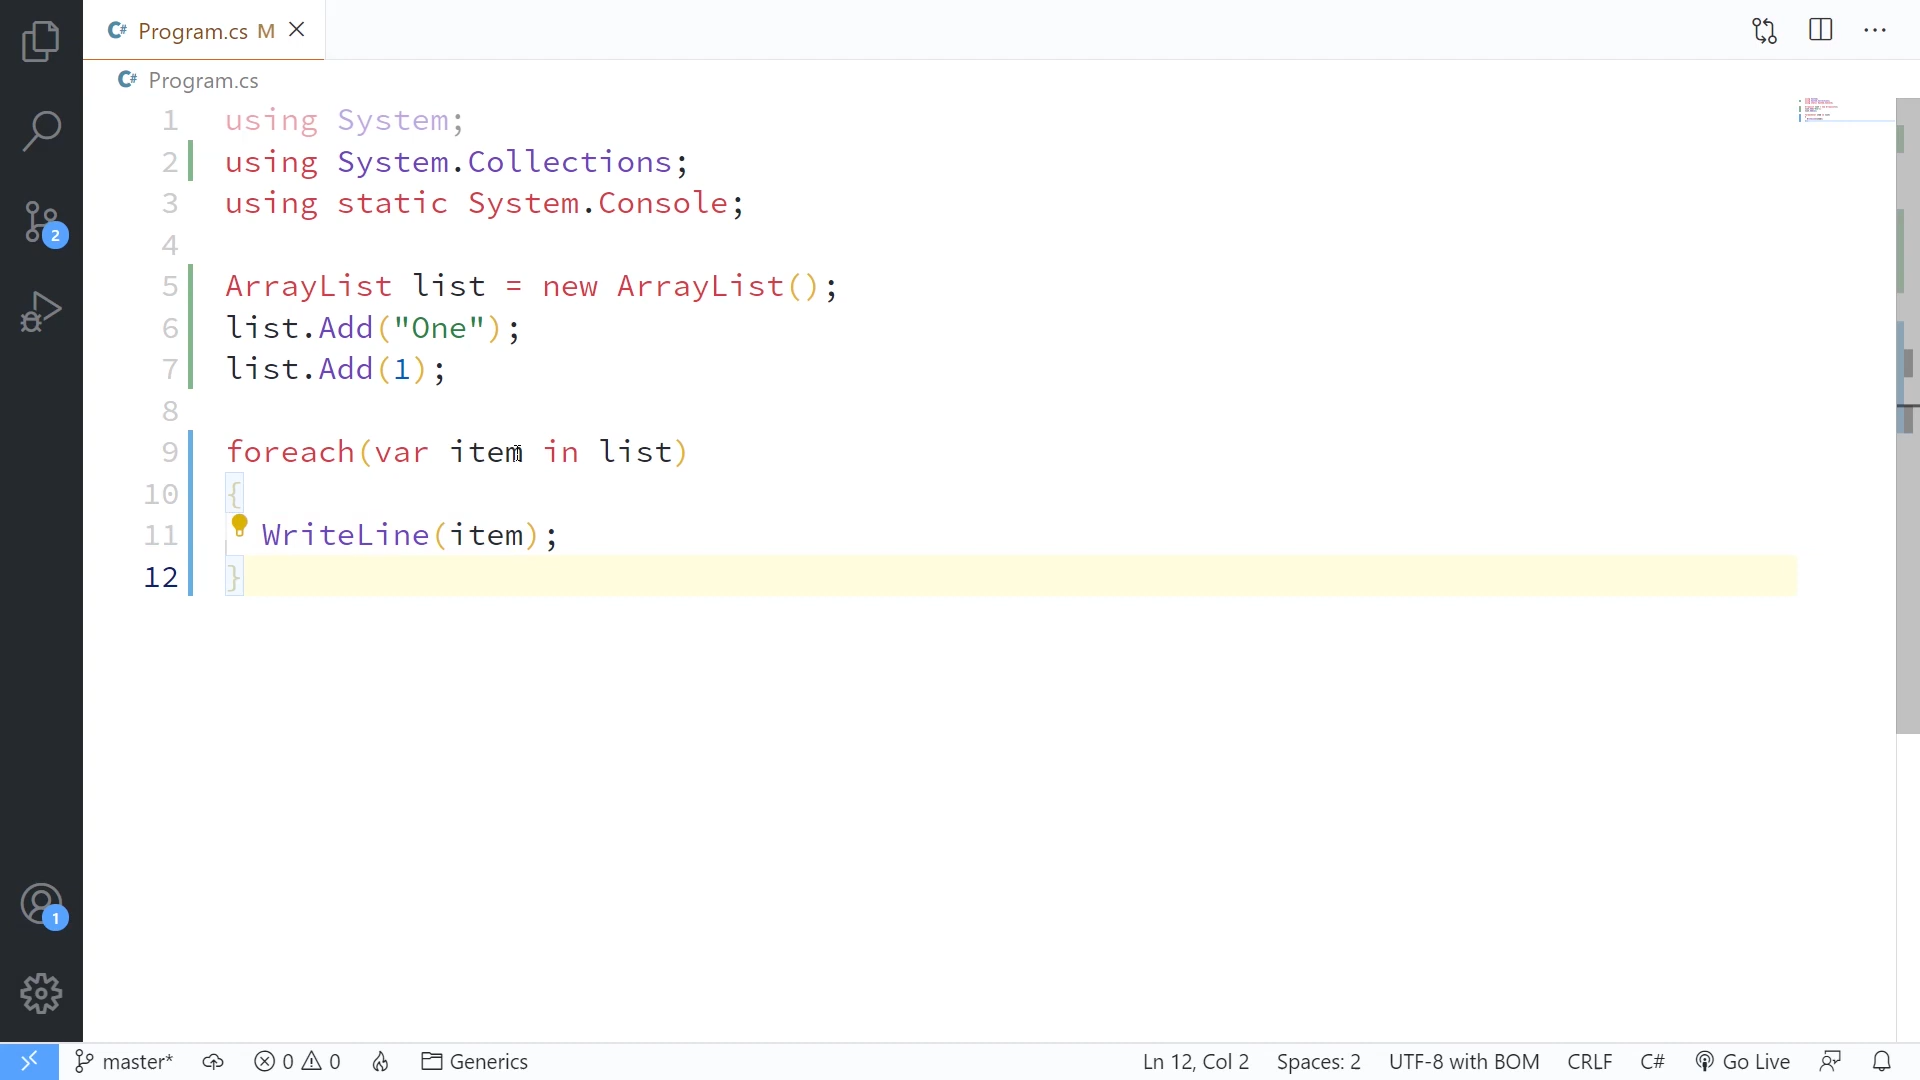 C# Program.cs M
C# Program.cs
1 using System;
2 using System.Collections;
3 using static System.Console;
4
5 ArrayList list = new ArrayList();
6 list.Add("One");
7 list.Add(1);
8
9 foreach(var item in list)
10 {
11 WriteLine(item);
12 }
2
1
master* 0 0 Generics Ln 12, Col 2 Spaces: 2 UTF-8 with BOM CRLF C# Go Live